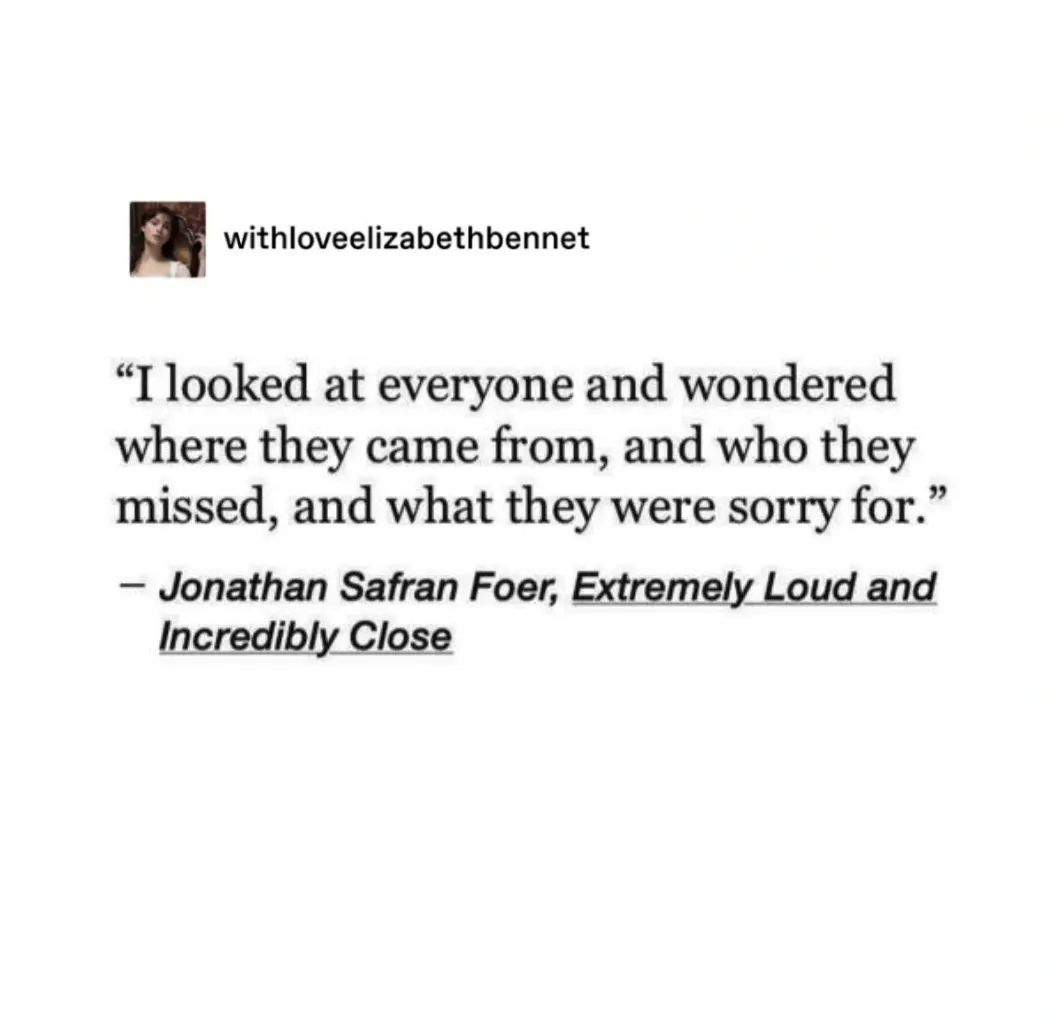 withloveelizabethbennet
“I looked at everyone and wondered
where they came from, and who they
missed, and what they were sorry for.”
— Jonathan Safran Foer, Extremely Loud and
Incredibly Close